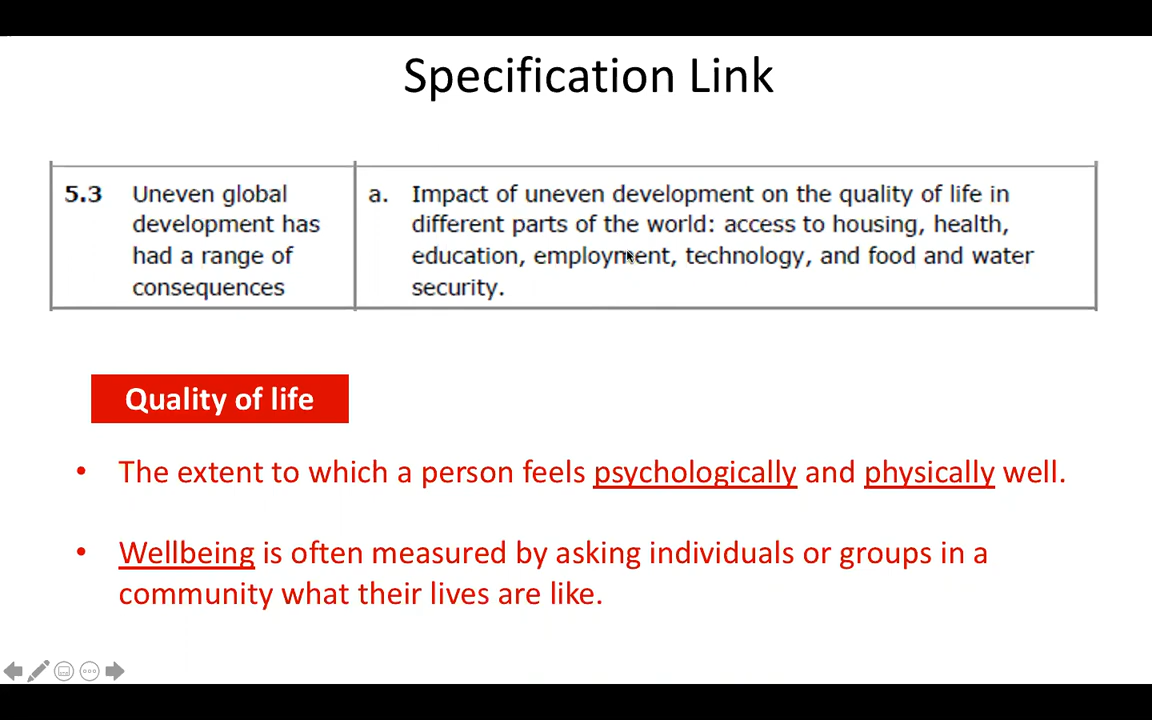 Specification Link
5.3 Uneven global
development has
had a range of
consequences
a. Impact of uneven development on the quality of life in
different parts of the world: access to housing, health,
education, employment, technology, and food and water
security.
Quality of life
• The extent to which a person feels psychologically and physically well.
• Wellbeing is often measured by asking individuals or groups in a
community what their lives are like.